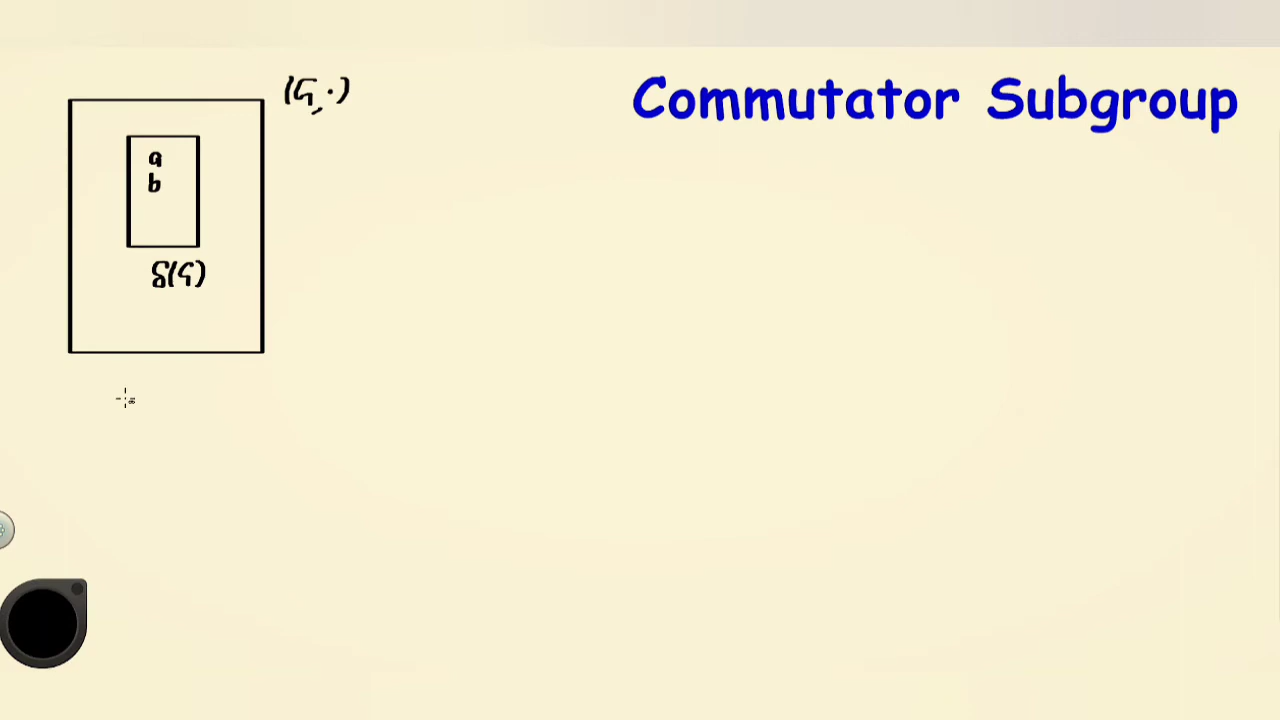 Commutator Subgroup
(G, ·)
a
b
δ(G)